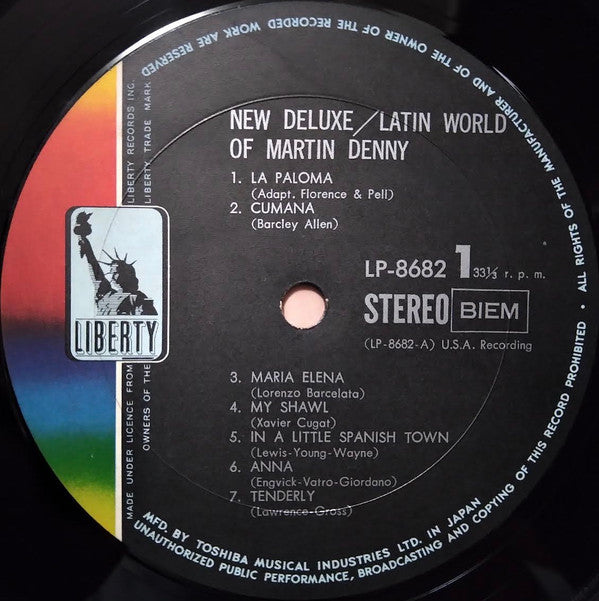 NEW DELUXE/LATIN WORLD
OF MARTIN DENNY
1. LA PALOMA
(Adapt. Florence & Pell)
2. CUMANA
(Barcley Allen)
LP-8682 1 33⅓ r. p. m.
STEREO BIEM
(LP-8682-A) U.S.A. Recording
LIBERTY
3. MARIA ELENA
(Lorenzo Barcelata)
4. MY SHAWL
(Xavier Cugat)
5. IN A LITTLE SPANISH TOWN
(Lewis-Young-Wayne)
6. ANNA
(Engvick-Vatro-Giordano)
7. TENDERLY
(Lawrence-Gross)
MADE UNDER LICENCE FROM LIBERTY RECORDS INC.
OWNERS OF THE LIBERTY TRADE MARK
MFD. BY TOSHIBA MUSICAL INDUSTRIES LTD. IN JAPAN
UNAUTHORIZED PUBLIC PERFORMANCE, BROADCASTING AND COPYING OF THIS RECORD PROHIBITED • ALL RIGHTS OF THE MANUFACTURER AND OF THE OWNER OF THE RECORDED WORK ARE RESERVED